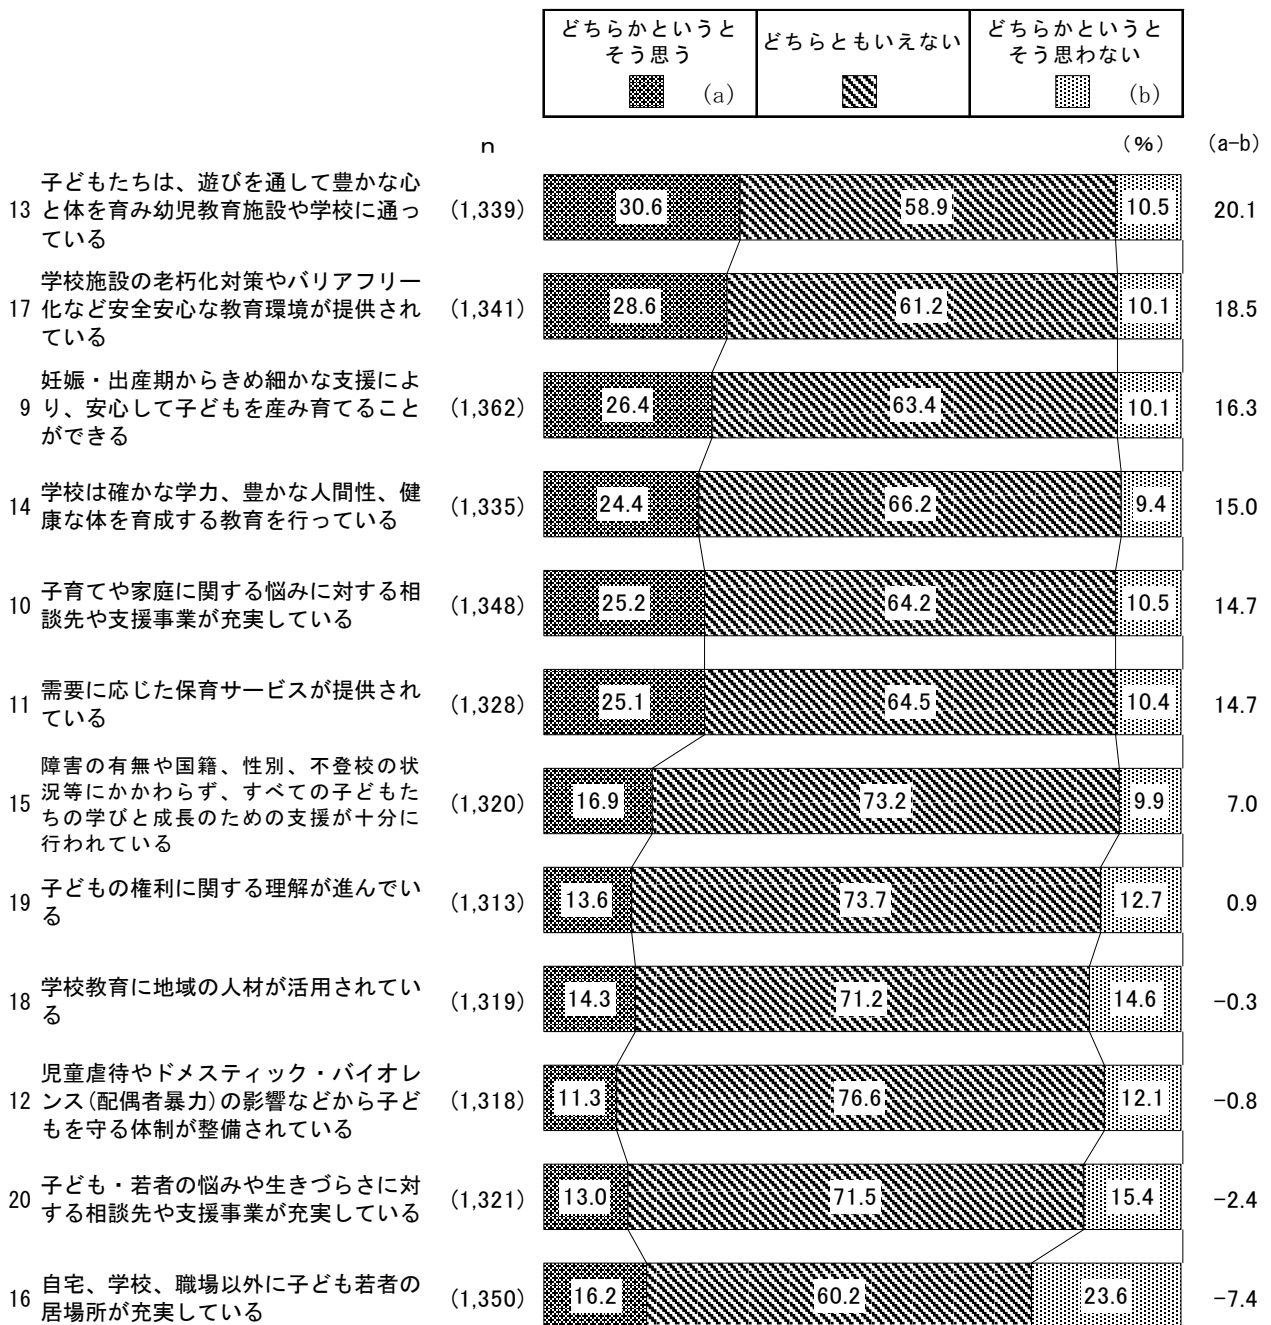 どちらかというと
そう思う
(a)
どちらともいえない
どちらかというと
そう思わない
(b)
n
(%)
(a-b)
子どもたちは、遊びを通して豊かな心
13 と体を育み幼児教育施設や学校に通っ (1,339) 30.6 58.9 10.5 20.1
ている
学校施設の老朽化対策やバリアフリー
17 化など安全安心な教育環境が提供され (1,341) 28.6 61.2 10.1 18.5
ている
妊娠・出産期からきめ細かな支援によ
9 り、安心して子どもを産み育てること (1,362) 26.4 63.4 10.1 16.3
ができる
学校は確かな学力、豊かな人間性、健
14 (1,335) 24.4 66.2 9.4 15.0
康な体を育成する教育を行っている
子育てや家庭に関する悩みに対する相
10 (1,348) 25.2 64.2 10.5 14.7
談先や支援事業が充実している
需要に応じた保育サービスが提供され
11 (1,328) 25.1 64.5 10.4 14.7
ている
障害の有無や国籍、性別、不登校の状
況等にかかわらず、すべての子どもた
15 (1,320) 16.9 73.2 9.9 7.0
ちの学びと成長のための支援が十分に
行われている
子どもの権利に関する理解が進んでい
19 (1,313) 13.6 73.7 12.7 0.9
る
学校教育に地域の人材が活用されてい
18 (1,319) 14.3 71.2 14.6 -0.3
る
児童虐待やドメスティック・バイオレ
12 ンス(配偶者暴力)の影響などから子ど (1,318) 11.3 76.6 12.1 -0.8
もを守る体制が整備されている
子ども・若者の悩みや生きづらさに対
20 (1,321) 13.0 71.5 15.4 -2.4
する相談先や支援事業が充実している
自宅、学校、職場以外に子ども若者の
16 (1,350) 16.2 60.2 23.6 -7.4
居場所が充実している